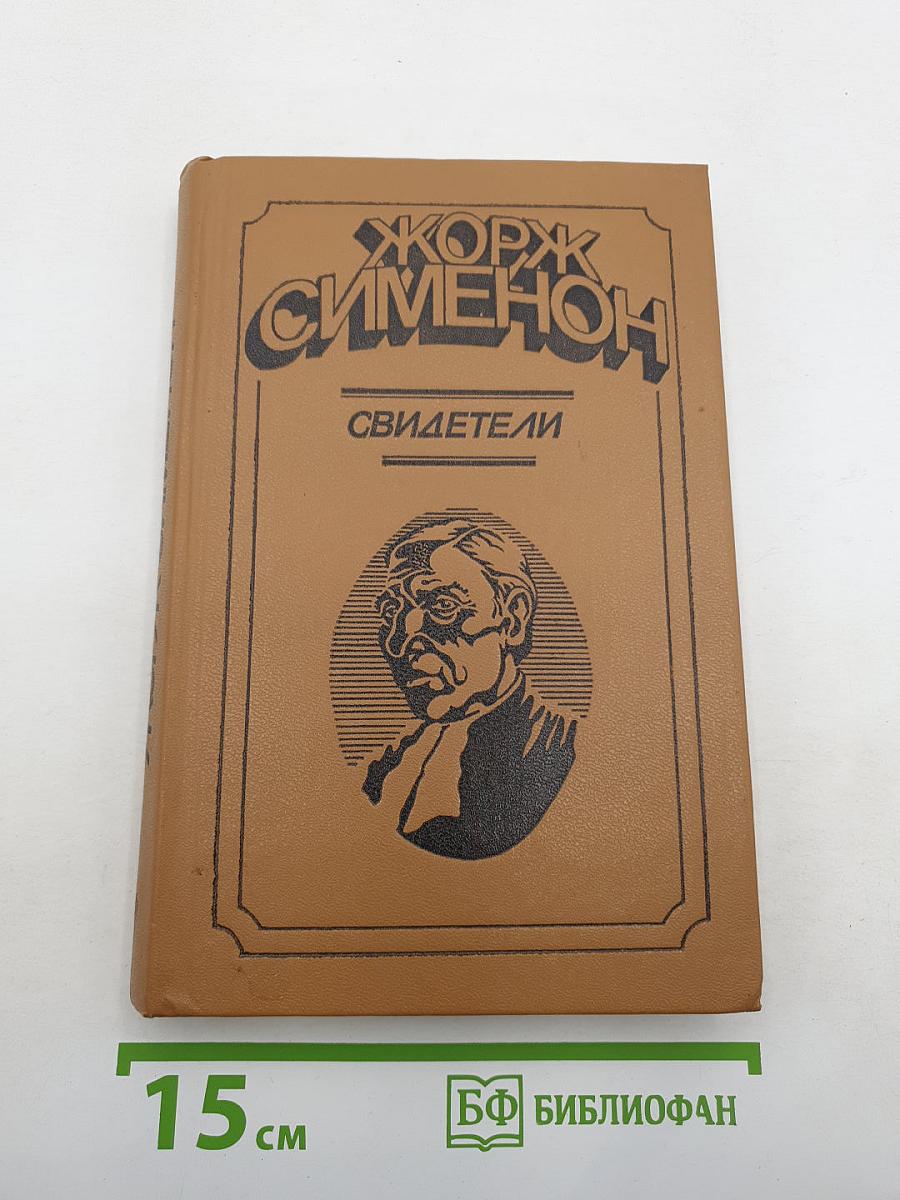 ЖОРЖ
СИМЕНОН
СВИДЕТЕЛИ
15 см
БФ БИБЛИОФАН